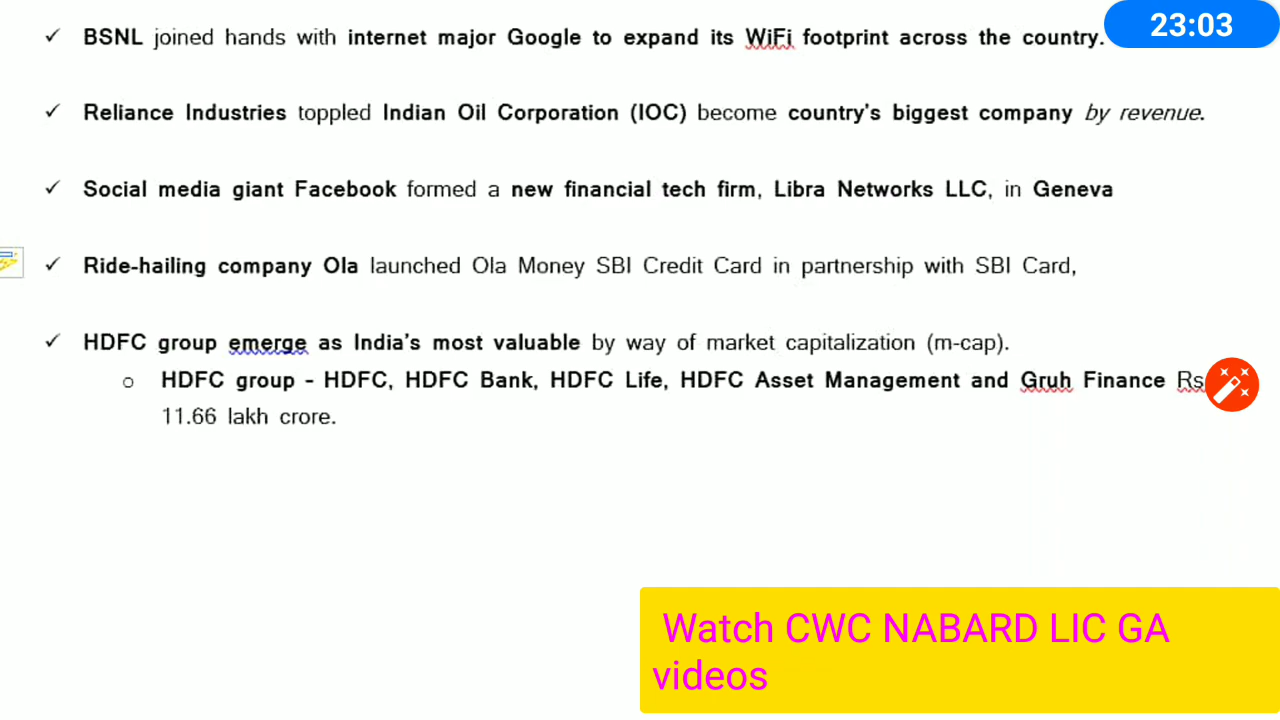 23:03
✓ BSNL joined hands with internet major Google to expand its WiFi footprint across the country.
✓ Reliance Industries toppled Indian Oil Corporation (IOC) become country's biggest company by revenue.
✓ Social media giant Facebook formed a new financial tech firm, Libra Networks LLC, in Geneva
✓ Ride-hailing company Ola launched Ola Money SBI Credit Card in partnership with SBI Card,
✓ HDFC group emerge as India's most valuable by way of market capitalization (m-cap).
o HDFC group - HDFC, HDFC Bank, HDFC Life, HDFC Asset Management and Gruh Finance Rs
11.66 lakh crore.
Watch CWC NABARD LIC GA
videos